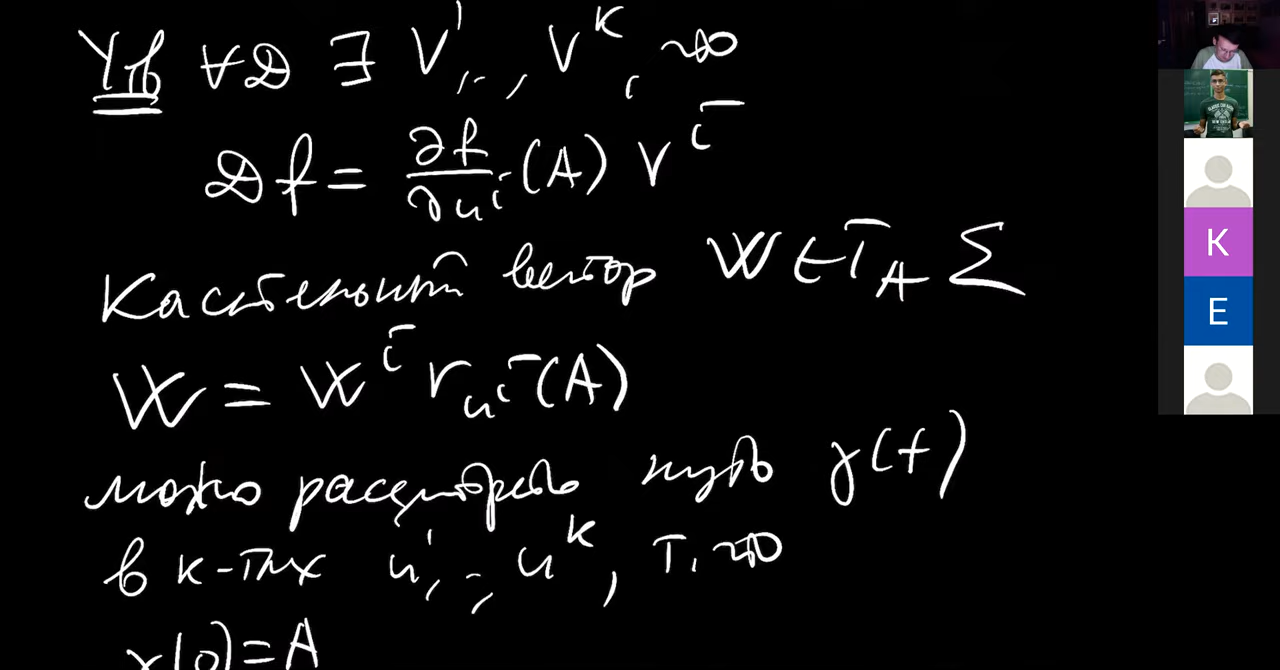 Утв ∀D ∃ V¹, .., Vᵏ, что
Df = ∂f/∂uⁱ (A) Vⁱ
Касательный вектор W ∈ T_A Σ
W = Wⁱ r_{uⁱ}(A)
можно рассмотреть путь γ(t)
в к-тах u¹, .., uᵏ, т. что
γ(0) = A
K
E